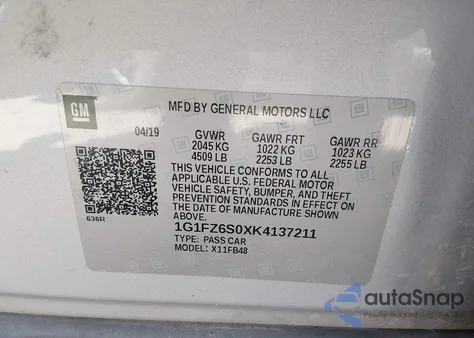 GM
MFD BY GENERAL MOTORS LLC
04/19
GVWR GAWR FRT GAWR RR
2045 KG 1022 KG 1023 KG
4509 LB 2253 LB 2255 LB
THIS VEHICLE CONFORMS TO ALL
APPLICABLE U.S. FEDERAL MOTOR
VEHICLE SAFETY, BUMPER, AND THEFT
PREVENTION STANDARDS IN EFFECT ON
THE DATE OF MANUFACTURE SHOWN
ABOVE.
636R
1G1FZ6S0XK4137211
TYPE: PASS CAR
MODEL: X11FB48
autoSnap